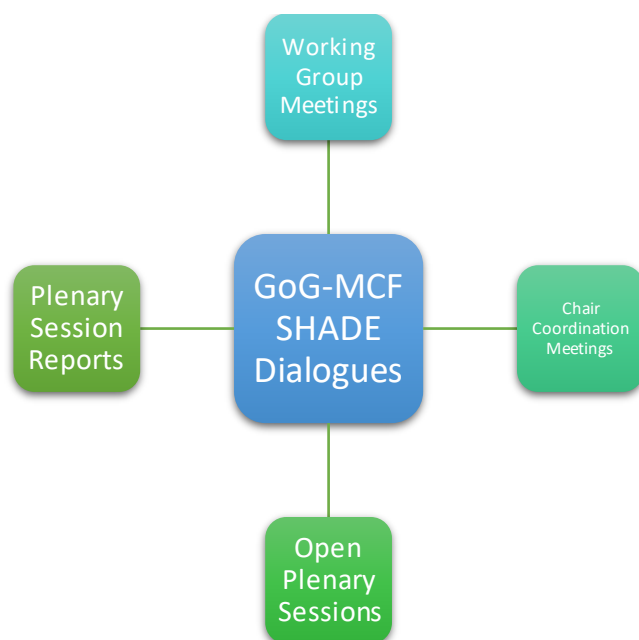 Working
Group
Meetings
Plenary
Session
Reports
GoG-MCF
SHADE
Dialogues
Chair
Coordination
Meetings
Open
Plenary
Sessions